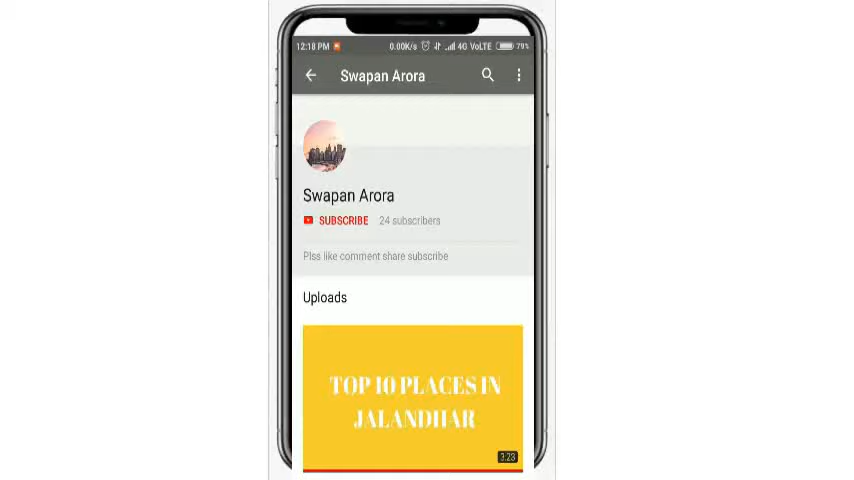 12:18 PM 0.00K/s 4G VoLTE 79%
Swapan Arora
Swapan Arora
SUBSCRIBE 24 subscribers
Plss like comment share subscribe
Uploads
TOP 10 PLACES IN
JALANDHAR
3:23